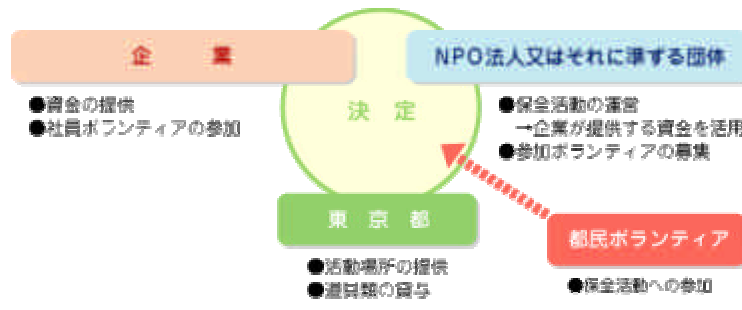 企業
NPO法人又はそれに準ずる団体
●資金の提供
●社員ボランティアの参加
決定
●保全活動の運営
→企業が提供する資金を活用
●参加ボランティアの募集
東京都
●活動場所の提供
●道具類の貸与
都民ボランティア
●保全活動への参加